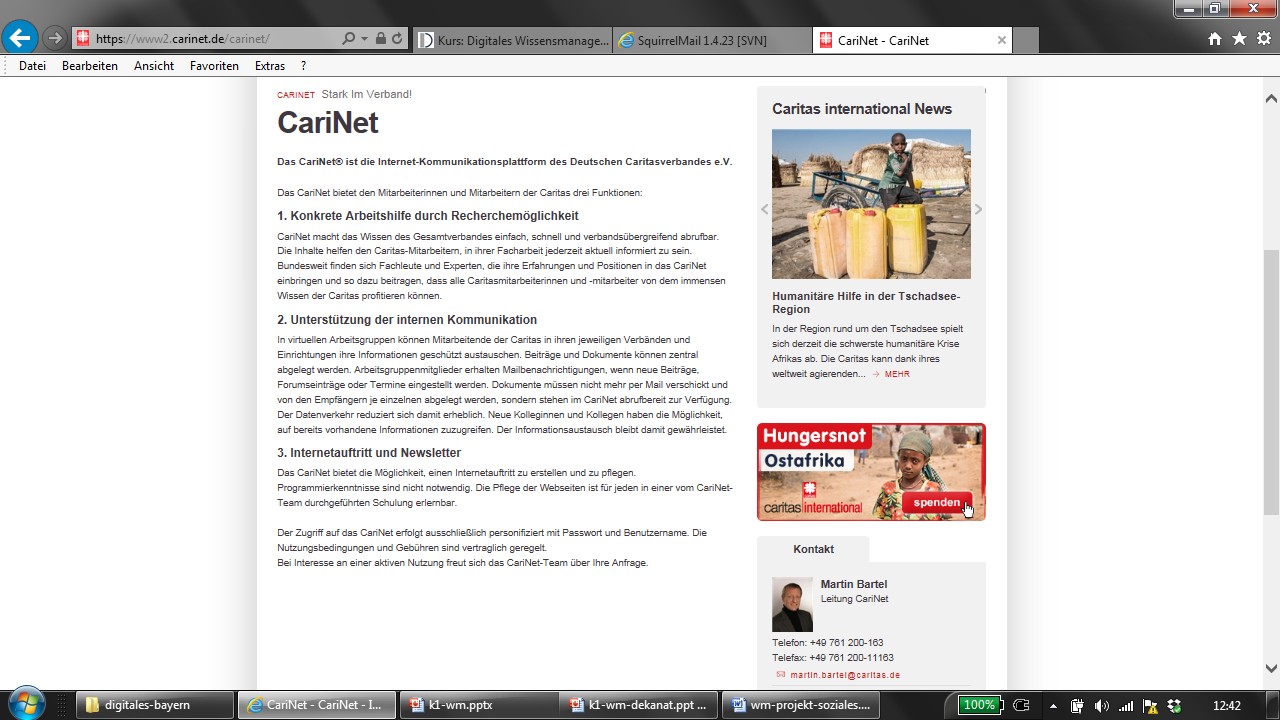 https://www2.carinet.de/carinet/
Kurs: Digitales Wissensmanage...
SquirrelMail 1.4.23 [SVN]
CariNet - CariNet
Datei Bearbeiten Ansicht Favoriten Extras ?
CARINET Stark Im Verband!
CariNet
Das CariNet® ist die Internet-Kommunikationsplattform des Deutschen Caritasverbandes e.V.
Das CariNet bietet den Mitarbeiterinnen und Mitarbeitern der Caritas drei Funktionen:
1. Konkrete Arbeitshilfe durch Recherchemöglichkeit
CariNet macht das Wissen des Gesamtverbandes einfach, schnell und verbandsübergreifend abrufbar.
Die Inhalte helfen den Caritas-Mitarbeitern, in ihrer Facharbeit jederzeit aktuell informiert zu sein.
Bundesweit finden sich Fachleute und Experten, die ihre Erfahrungen und Positionen in das CariNet
einbringen und so dazu beitragen, dass alle Caritasmitarbeiterinnen und -mitarbeiter von dem immensen
Wissen der Caritas profitieren können.
2. Unterstützung der internen Kommunikation
In virtuellen Arbeitsgruppen können Mitarbeitende der Caritas in ihren jeweiligen Verbänden und
Einrichtungen ihre Informationen geschützt austauschen. Beiträge und Dokumente können zentral
abgelegt werden. Arbeitsgruppenmitglieder erhalten Mailbenachrichtigungen, wenn neue Beiträge,
Forumseinträge oder Termine eingestellt werden. Dokumente müssen nicht mehr per Mail verschickt und
von den Empfängern je einzelnen abgelegt werden, sondern stehen im CariNet abrufbereit zur Verfügung.
Der Datenverkehr reduziert sich damit erheblich. Neue Kolleginnen und Kollegen haben die Möglichkeit,
auf bereits vorhandene Informationen zuzugreifen. Der Informationsaustausch bleibt damit gewährleistet.
3. Internetauftritt und Newsletter
Das CariNet bietet die Möglichkeit, einen Internetauftritt zu erstellen und zu pflegen.
Programmierkenntnisse sind nicht notwendig. Die Pflege der Webseiten ist für jeden in einer vom CariNet-
Team durchgeführten Schulung erlernbar.
Der Zugriff auf das CariNet erfolgt ausschließlich personifiziert mit Passwort und Benutzername. Die
Nutzungsbedingungen und Gebühren sind vertraglich geregelt.
Bei Interesse an einer aktiven Nutzung freut sich das CariNet-Team über Ihre Anfrage.
Caritas international News
Humanitäre Hilfe in der Tschadsee-
Region
In der Region rund um den Tschadsee spielt
sich derzeit die schwerste humanitäre Krise
Afrikas ab. Die Caritas kann dank ihres
weltweit agierenden... MEHR
Hungersnot
Ostafrika
caritas international
spenden
Kontakt
Martin Bartel
Leitung CariNet
Telefon: +49 761 200-163
Telefax: +49 761 200-11163
martin.bartel@caritas.de
digitales-bayern
CariNet - CariNet - I...
k1-wm.pptx
k1-wm-dekanat.ppt ...
wm-projekt-soziales....
100%
12:42